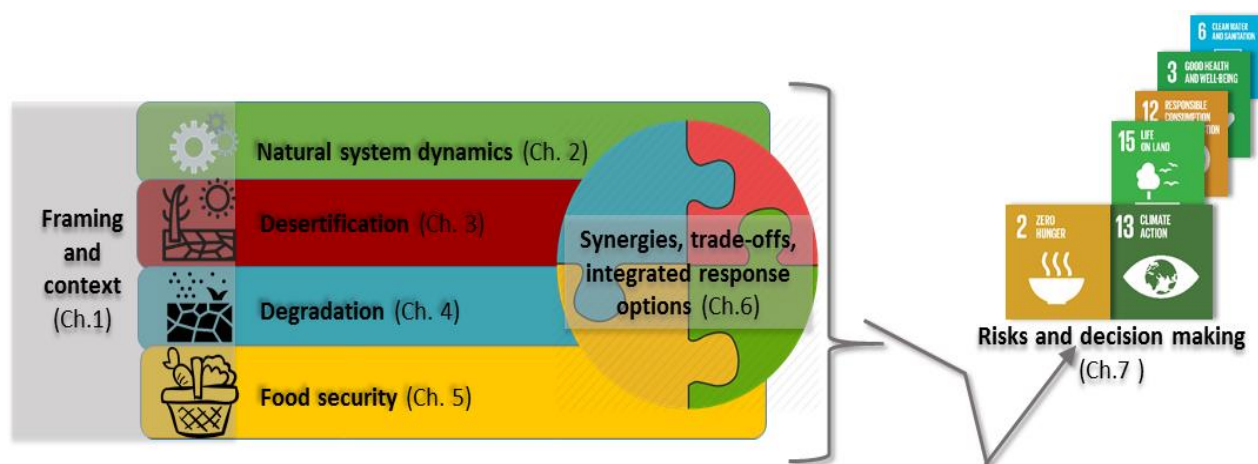 Framing
and
context
(Ch.1)
Natural system dynamics (Ch. 2)
Desertification (Ch. 3)
Degradation (Ch. 4)
Food security (Ch. 5)
Synergies, trade-offs,
integrated response
options (Ch.6)
6 CLEAN WATER
AND SANITATION
3 GOOD HEALTH
AND WELL-BEING
12 RESPONSIBLE
CONSUMPTION
15 LIFE
ON LAND
2 ZERO
HUNGER
13 CLIMATE
ACTION
Risks and decision making
(Ch.7 )